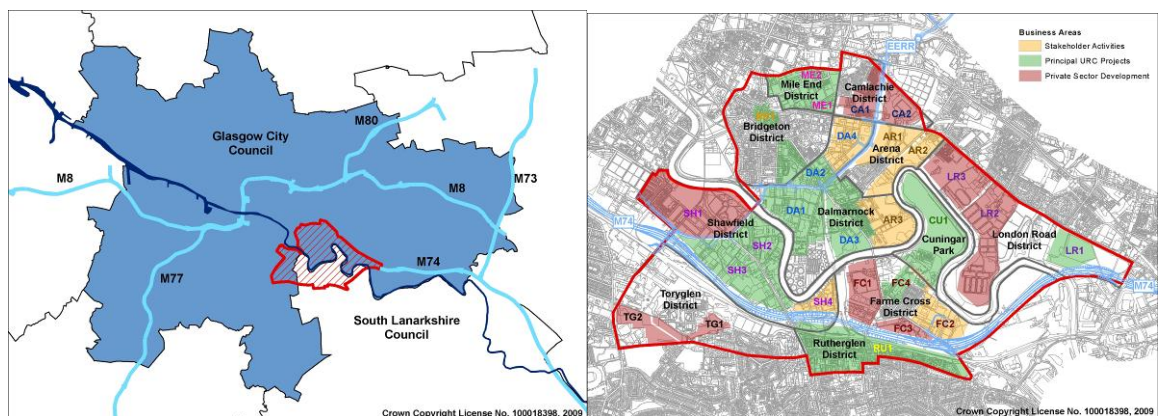 Glasgow City
Council
M80
M8
M8
M73
M77
M74
South Lanarkshire
Council
Crown Copyright License No. 100018398, 2009
EERR
Business Areas
Stakeholder Activities
Principal URC Projects
Private Sector Development
ME2
Mile End
District
ME1
Camlachie
District
CA1
CA2
Bridgeton
District
DA4
AR1
Arena
District
AR2
DA2
LR3
M74
SH1
Shawfield
District
SH2
DA1
Dalmarnock
District
DA3
AR3
CU1
Cuningar
Park
LR2
London Road
District
LR1
M74
SH3
SH4
FC1
FC4
Farme Cross
District
FC2
FC3
Toryglen
District
TG2
TG1
Rutherglen
District
RU1
Crown Copyright License No. 100018398, 2009